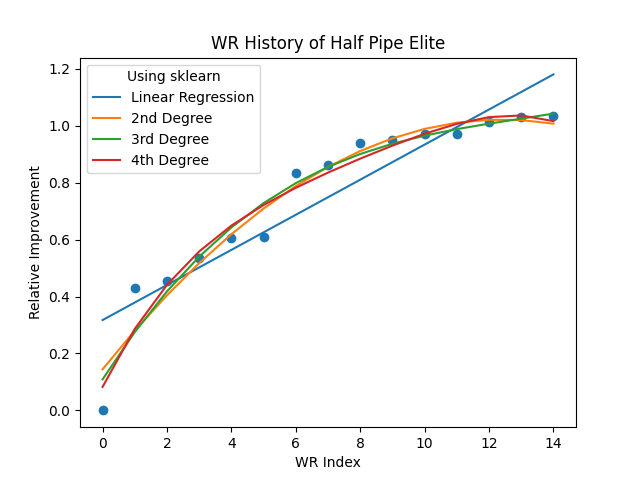 WR History of Half Pipe Elite
Using sklearn
Linear Regression
2nd Degree
3rd Degree
4th Degree
Relative Improvement
1.2
1.0
0.8
0.6
0.4
0.2
0.0
0 2 4 6 8 10 12 14
WR Index